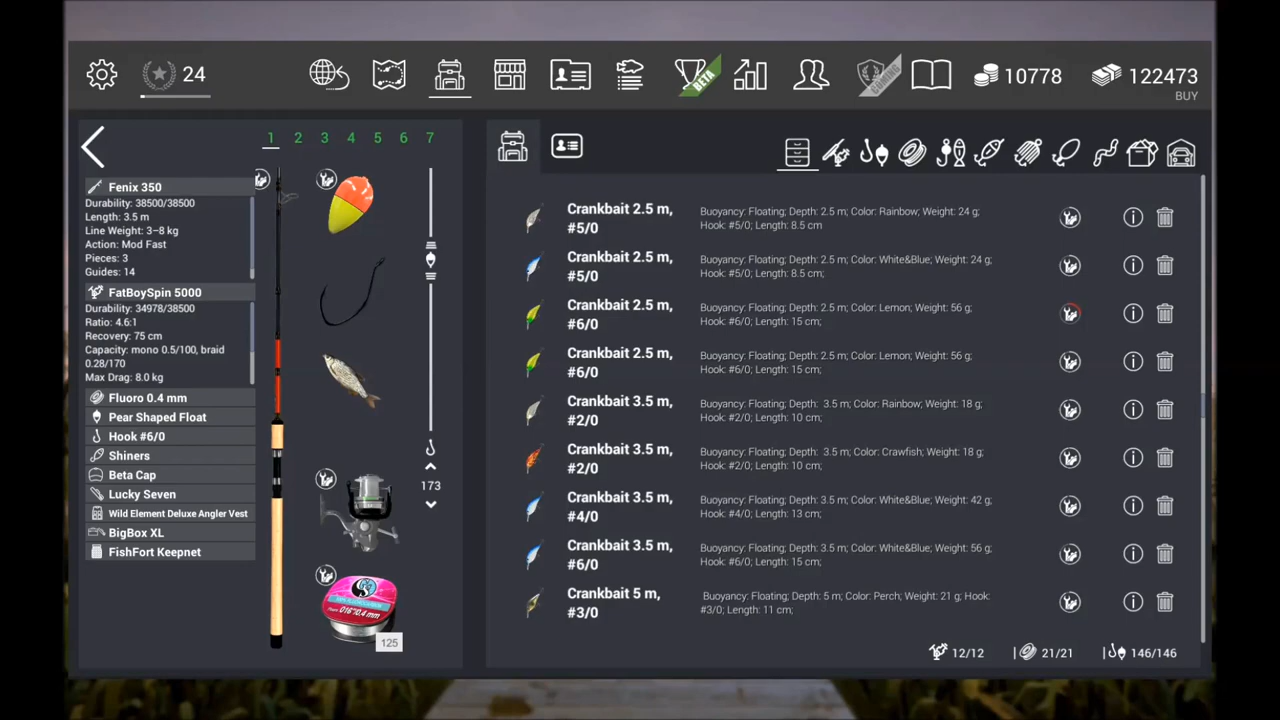 24
BETA
10778
122473
BUY
1 2 3 4 5 6 7
Fenix 350
Durability: 38500/38500
Length: 3.5 m
Line Weight: 3–8 kg
Action: Mod Fast
Pieces: 3
Guides: 14
FatBoySpin 5000
Durability: 34978/38500
Ratio: 4.6:1
Recovery: 75 cm
Capacity: mono 0.5/100, braid
0.28/170
Max Drag: 8.0 kg
Fluoro 0.4 mm
Pear Shaped Float
Hook #6/0
Shiners
Beta Cap
Lucky Seven
Wild Element Deluxe Angler Vest
BigBox XL
FishFort Keepnet
173
016"0,4 mm
125
Crankbait 2.5 m,
#5/0
Buoyancy: Floating; Depth: 2.5 m; Color: Rainbow; Weight: 24 g;
Hook: #5/0; Length: 8.5 cm
Crankbait 2.5 m,
#5/0
Buoyancy: Floating; Depth: 2.5 m; Color: White&Blue; Weight: 24 g;
Hook: #5/0; Length: 8.5 cm;
Crankbait 2.5 m,
#6/0
Buoyancy: Floating; Depth: 2.5 m; Color: Lemon; Weight: 56 g;
Hook: #6/0; Length: 15 cm;
Crankbait 2.5 m,
#6/0
Buoyancy: Floating; Depth: 2.5 m; Color: Lemon; Weight: 56 g;
Hook: #6/0; Length: 15 cm;
Crankbait 3.5 m,
#2/0
Buoyancy: Floating; Depth: 3.5 m; Color: Rainbow; Weight: 18 g;
Hook: #2/0; Length: 10 cm;
Crankbait 3.5 m,
#2/0
Buoyancy: Floating; Depth: 3.5 m; Color: Crawfish; Weight: 18 g;
Hook: #2/0; Length: 10 cm;
Crankbait 3.5 m,
#4/0
Buoyancy: Floating; Depth: 3.5 m; Color: White&Blue; Weight: 42 g;
Hook: #4/0; Length: 13 cm;
Crankbait 3.5 m,
#6/0
Buoyancy: Floating; Depth: 3.5 m; Color: White&Blue; Weight: 56 g;
Hook: #6/0; Length: 15 cm;
Crankbait 5 m,
#3/0
Buoyancy: Floating; Depth: 5 m; Color: Perch; Weight: 21 g; Hook:
#3/0; Length: 11 cm;
12/12 21/21 146/146